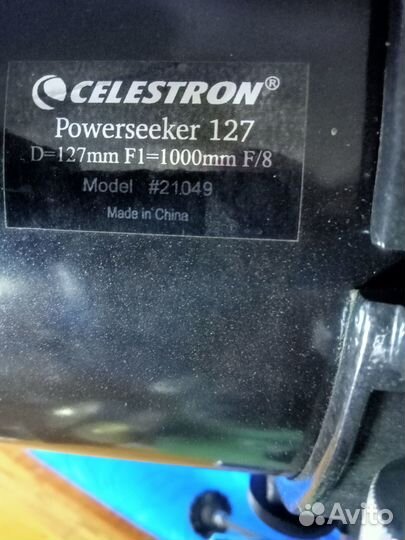 CELESTRON®
Powerseeker 127
D=127mm F1=1000mm F/8
Model #21049
Made in China
Avito